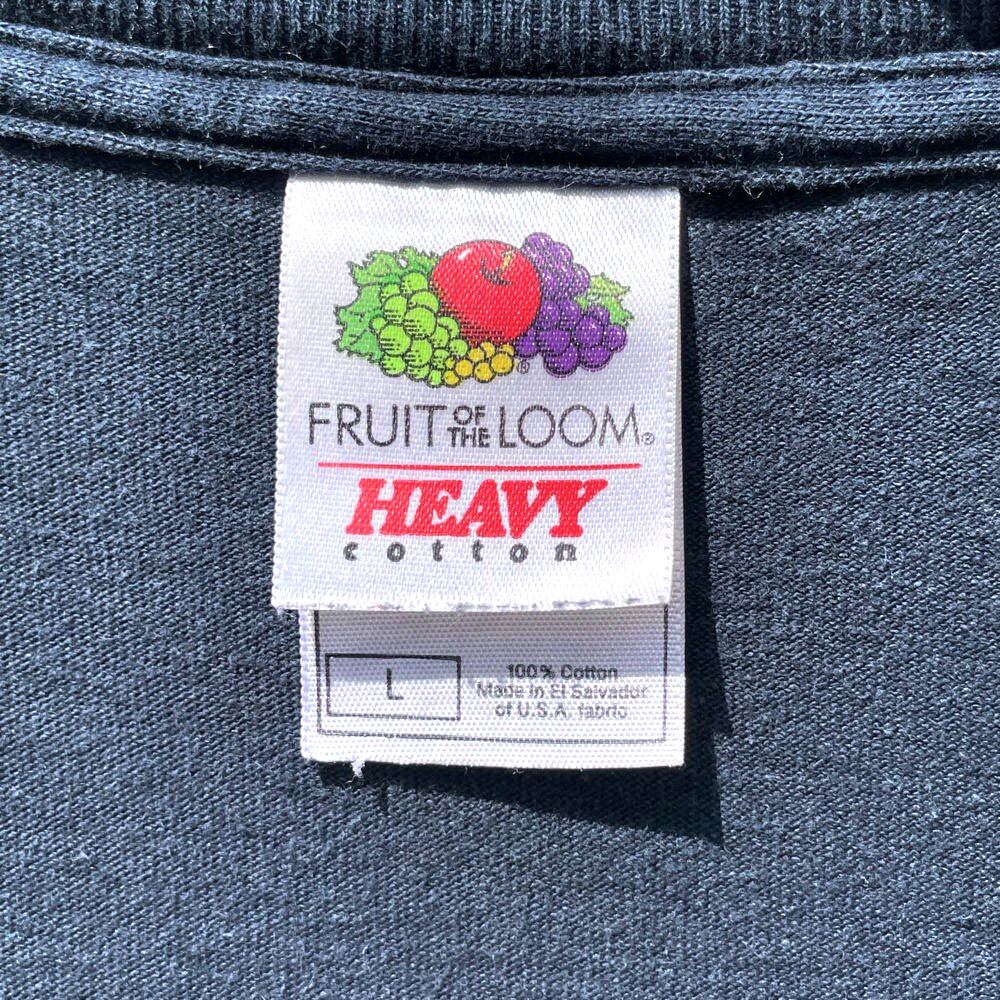 ®
FRUIT OF THE LOOM®
HEAVY
cotton
L
100% Cotton
Made in El Salvador
of U.S.A. fabric